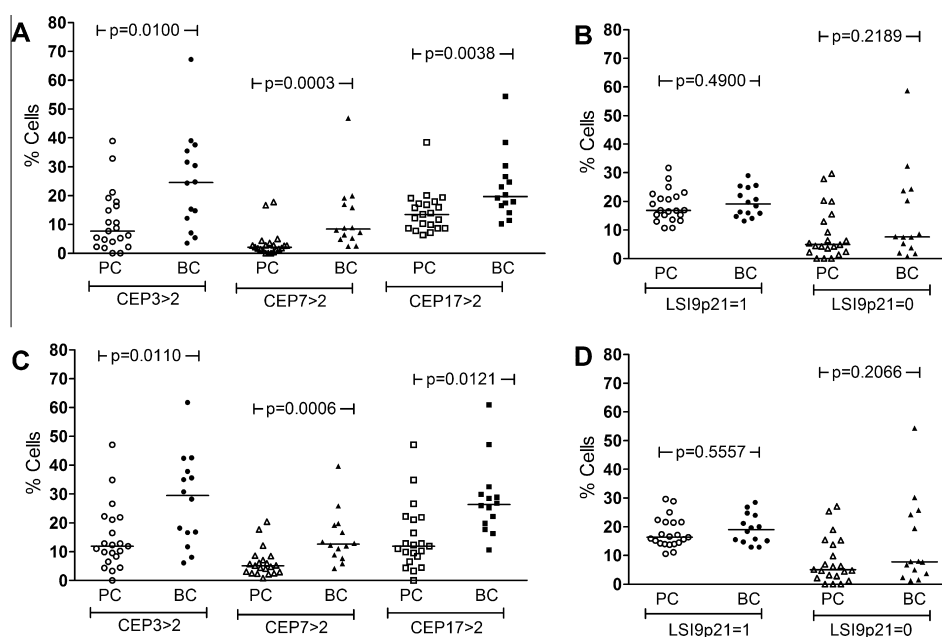 A
80
70
60
50
40
30
20
10
0
% Cells
p=0.0100
p=0.0003
p=0.0038
PC BC PC BC PC BC
CEP3>2 CEP7>2 CEP17>2
B
80
70
60
50
40
30
20
10
0
% Cells
p=0.4900
p=0.2189
PC BC PC BC
LSI9p21=1 LSI9p21=0
C
80
70
60
50
40
30
20
10
0
% Cells
p=0.0110
p=0.0006
p=0.0121
PC BC PC BC PC BC
CEP3>2 CEP7>2 CEP17>2
D
80
70
60
50
40
30
20
10
0
% Cells
p=0.5557
p=0.2066
PC BC PC BC
LSI9p21=1 LSI9p21=0